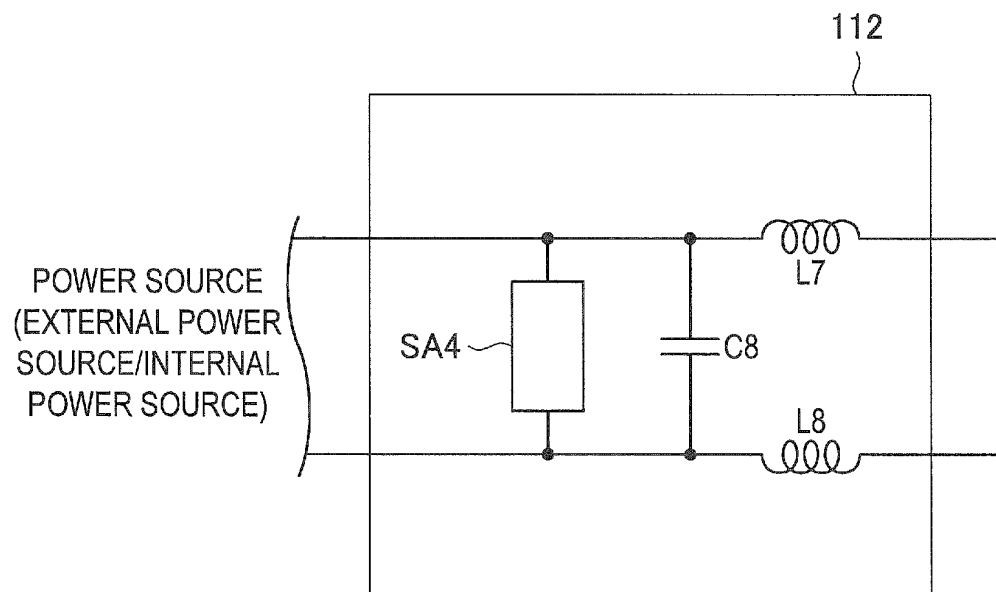 112
POWER SOURCE
(EXTERNAL POWER
SOURCE/INTERNAL
POWER SOURCE)
SA4
C8
L7
L8